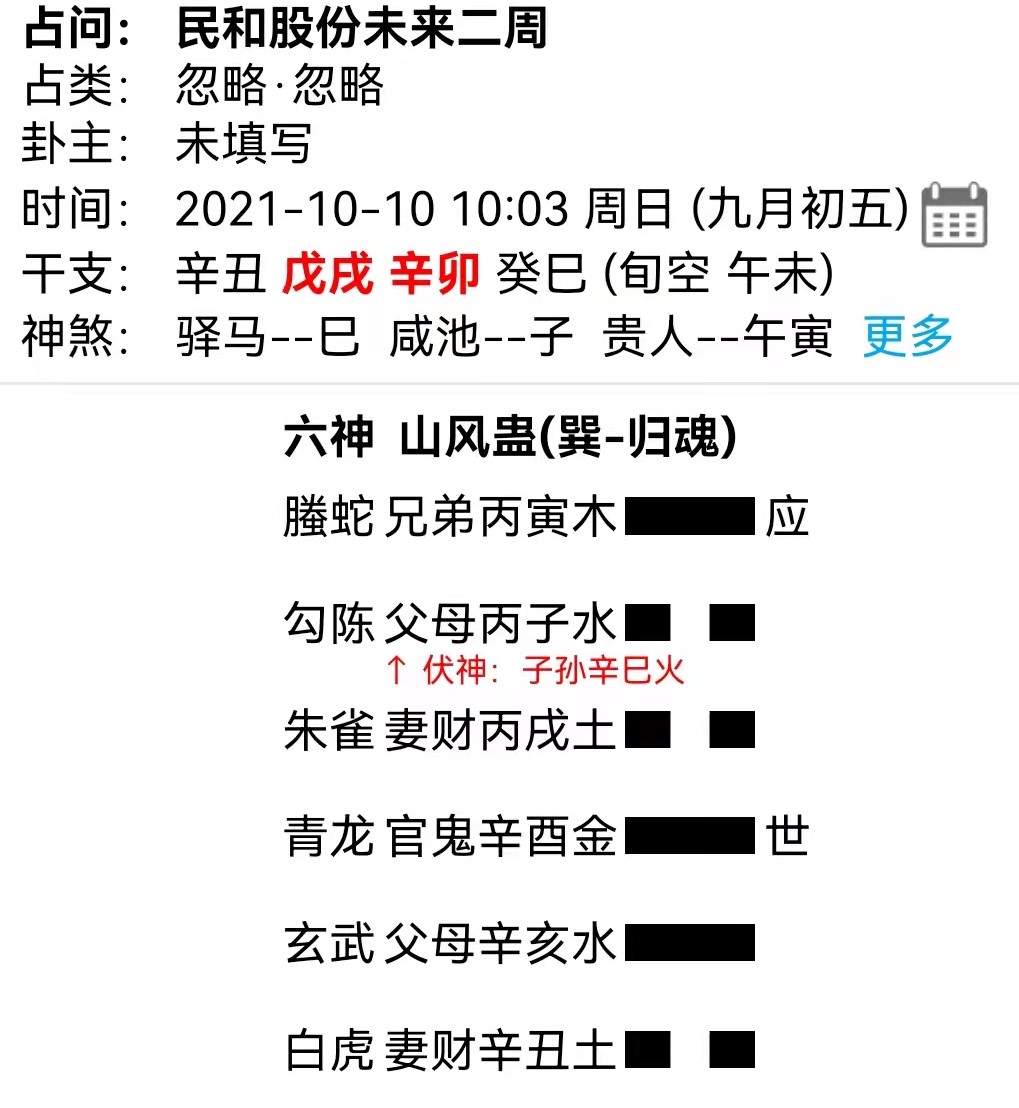 占问： 民和股份未来二周
占类： 忽略·忽略
卦主： 未填写
时间： 2021-10-10 10:03 周日 (九月初五)
干支： 辛丑 戊戌 辛卯 癸巳 (旬空 午未)
神煞： 驿马--巳 咸池--子 贵人--午寅 更多
六神 山风蛊(巽-归魂)
螣蛇 兄弟丙寅木 应
勾陈 父母丙子水
↑ 伏神：子孙辛巳火
朱雀 妻财丙戌土
青龙 官鬼辛酉金 世
玄武 父母辛亥水
白虎 妻财辛丑土